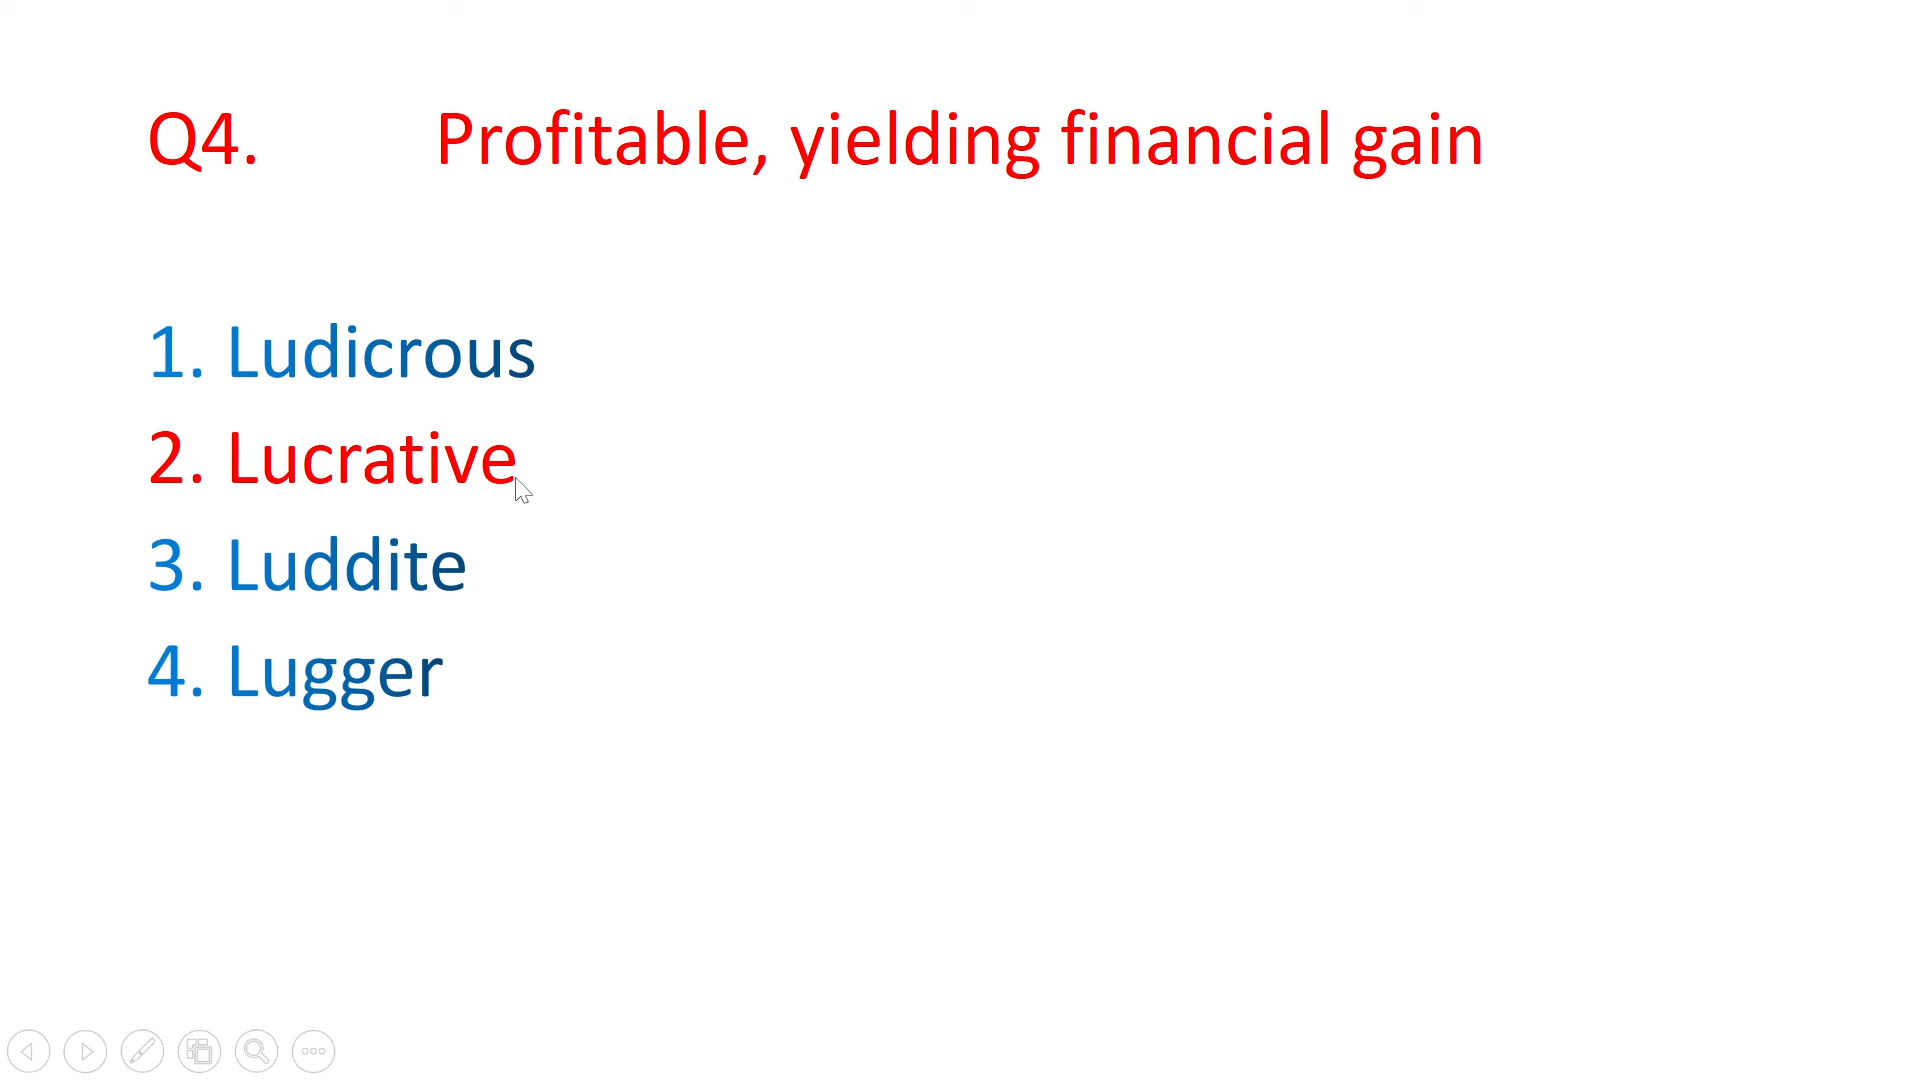 Q4. Profitable, yielding financial gain
1. Ludicrous
2. Lucrative
3. Luddite
4. Lugger